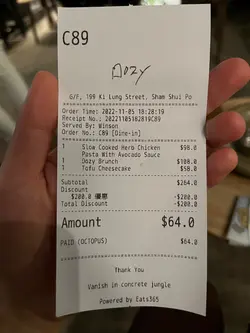 C89
Dozy
G/F, 199 Ki Lung Street, Sham Shui Po
Order Time: 2022-11-05 18:28:19
Receipt No.: 20221105182819C89
Served By: Winson
Order No.: C89 [Dine-in]
1 Slow Cooked Herb Chicken $98.0
Pasta With Avocado Sauce
1 Dozy Brunch $108.0
1 Tofu Cheesecake $58.0
Subtotal $264.0
Discount
$200.0 優惠 -$200.0
Total Discount -$200.0
Amount $64.0
PAID (OCTOPUS) $64.0
Thank You
Vanish in concrete jungle
Powered by Eats365